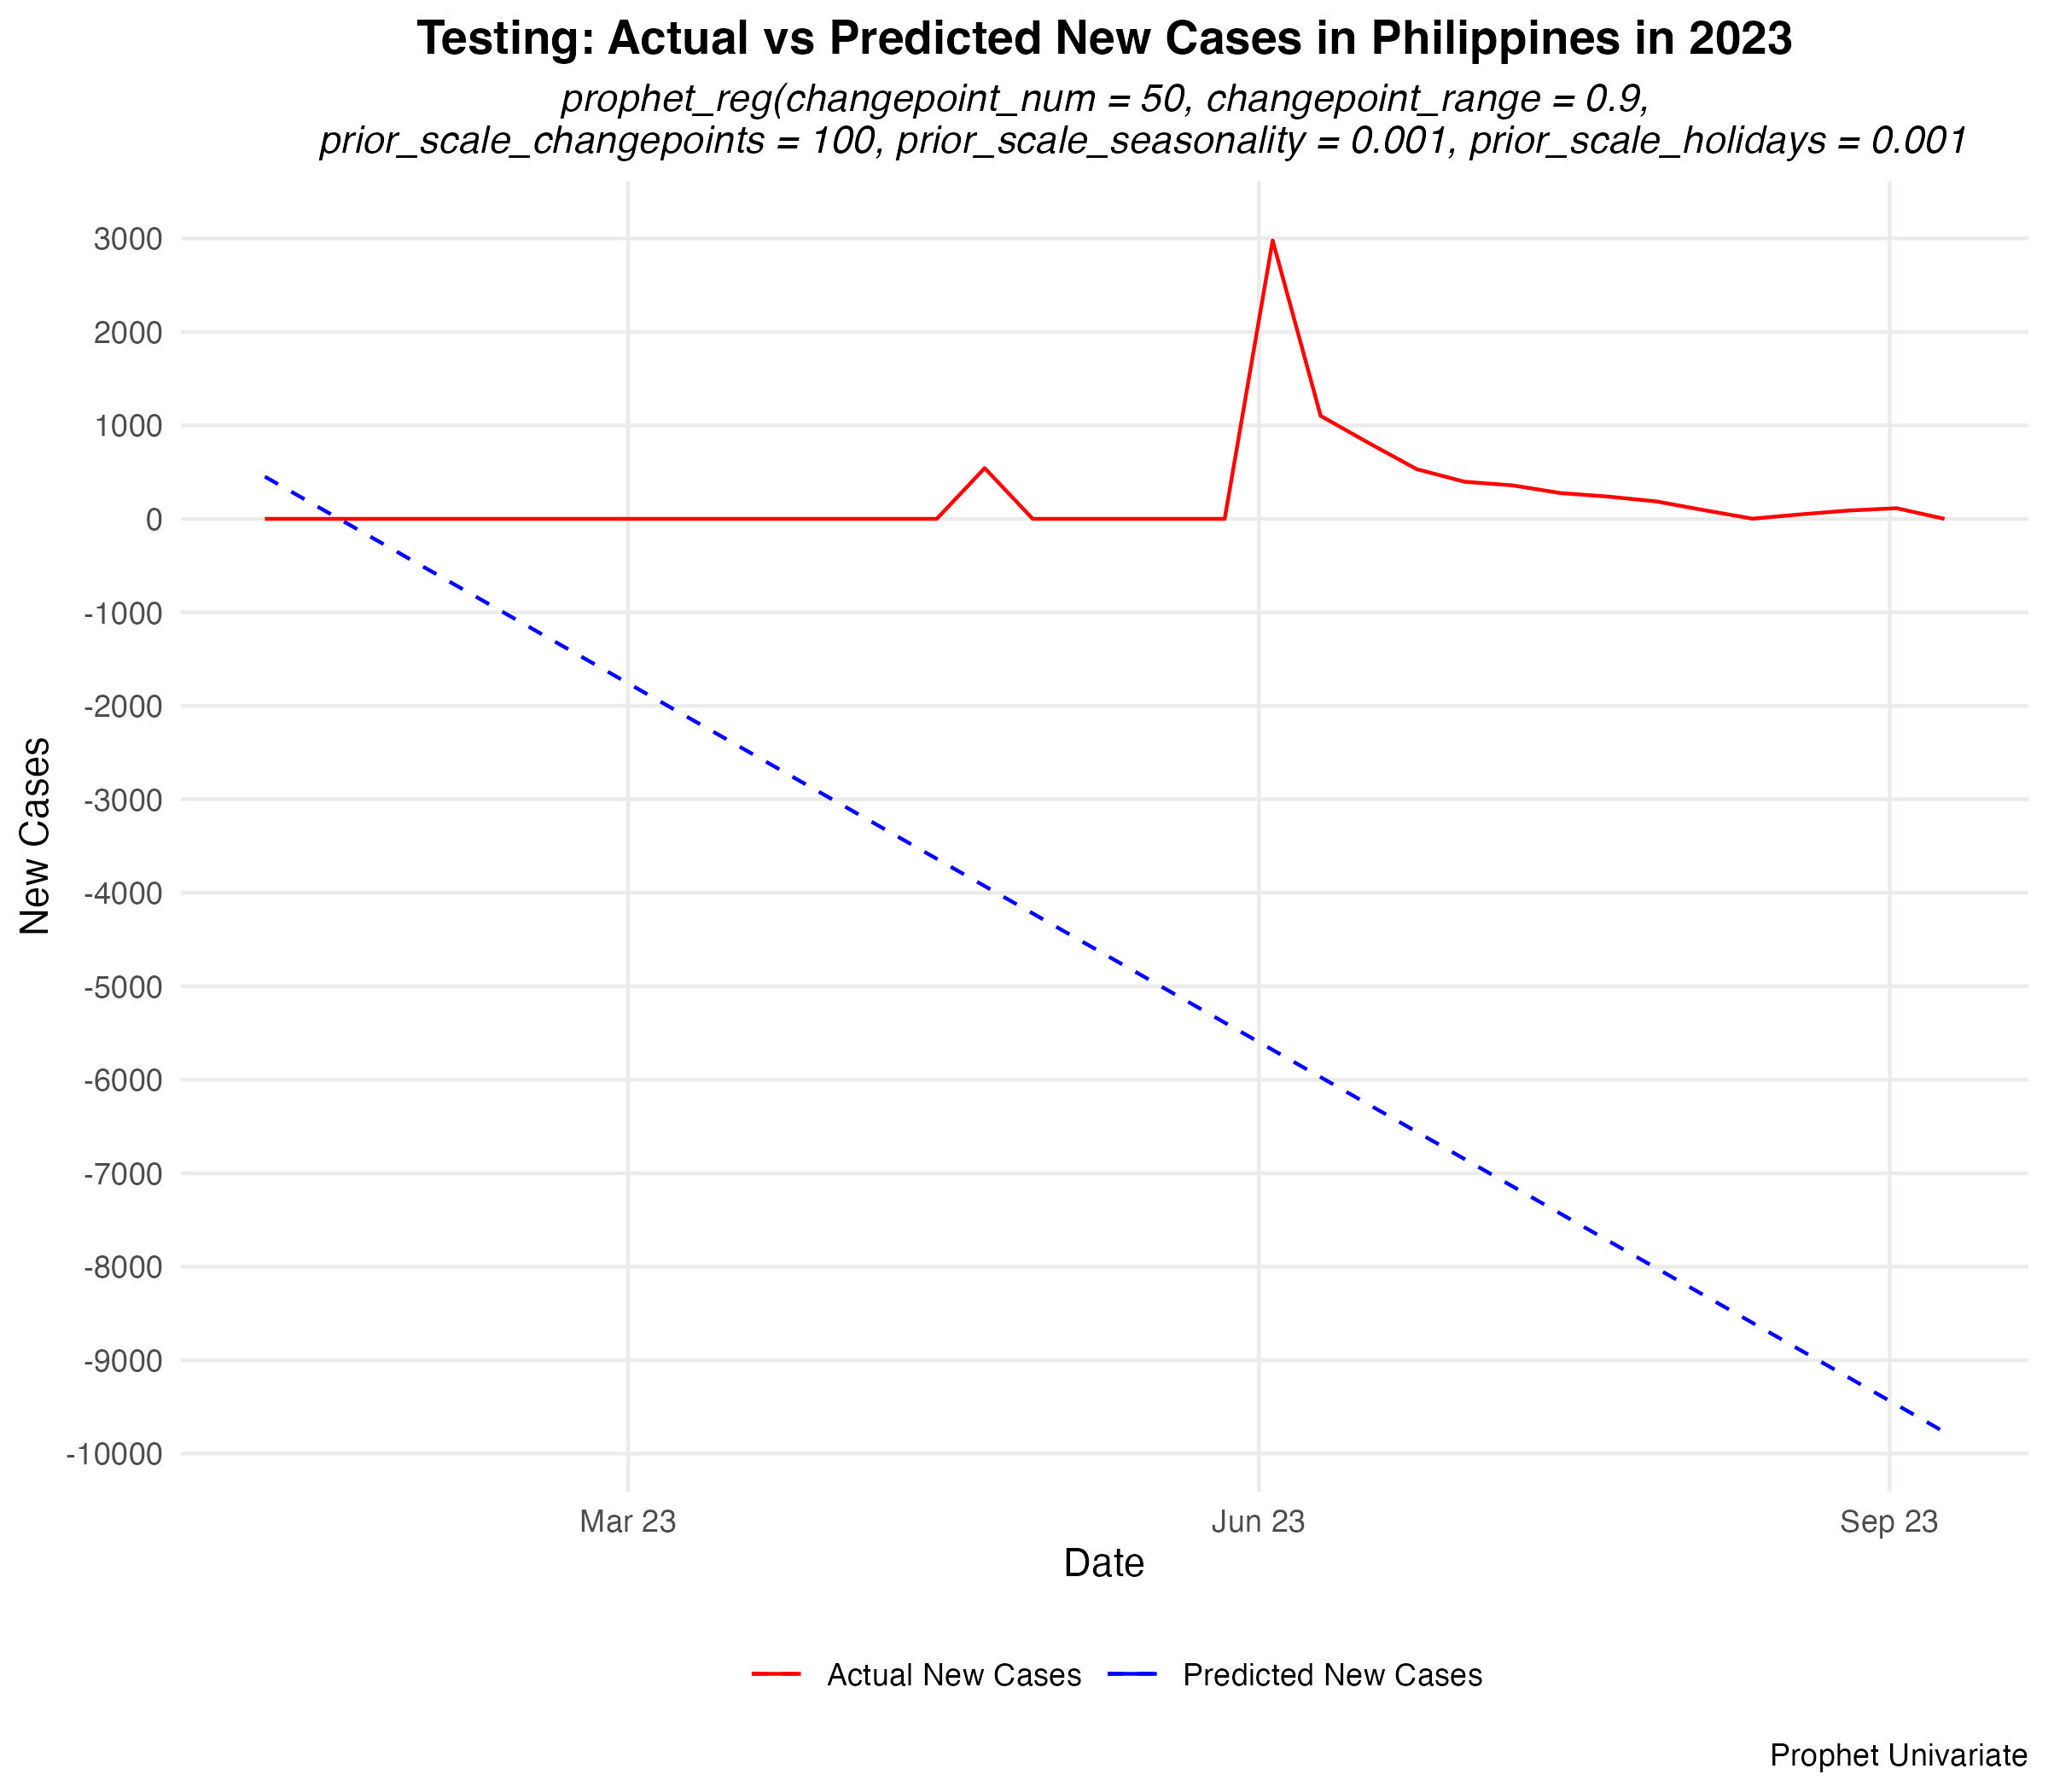 Testing: Actual vs Predicted New Cases in Philippines in 2023
prophet_reg(changepoint_num = 50, changepoint_range = 0.9,
prior_scale_changepoints = 100, prior_scale_seasonality = 0.001, prior_scale_holidays = 0.001
3000
2000
1000
0
-1000
-2000
-3000
-4000
-5000
-6000
-7000
-8000
-9000
-10000
New Cases
Mar 23
Jun 23
Sep 23
Date
Actual New Cases
Predicted New Cases
Prophet Univariate